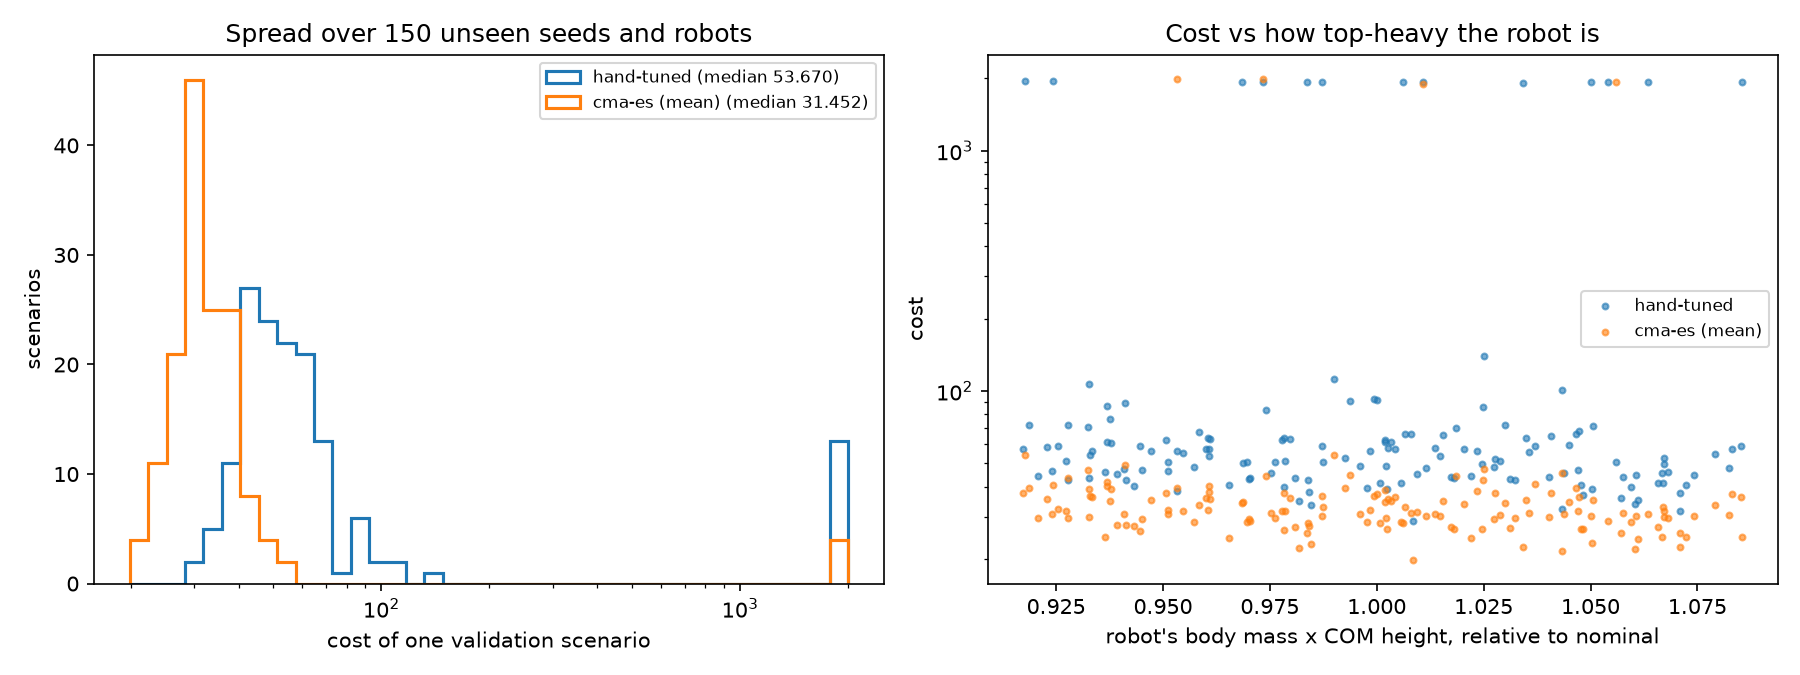 Spread over 150 unseen seeds and robots
hand-tuned (median 53.670)
cma-es (mean) (median 31.452)
scenarios
40
30
20
10
0
10²
10³
cost of one validation scenario
Cost vs how top-heavy the robot is
hand-tuned
cma-es (mean)
cost
10³
10²
0.925
0.950
0.975
1.000
1.025
1.050
1.075
robot's body mass x COM height, relative to nominal